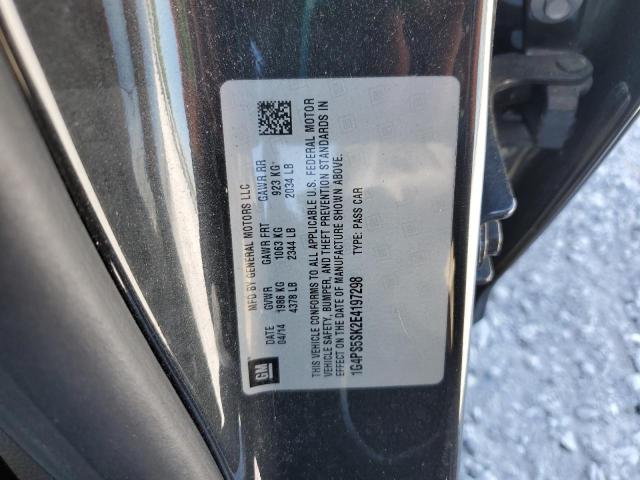 MFD BY GENERAL MOTORS LLC
DATE GVWR GAWR FRT GAWR RR
04/14 1986 KG 1063 KG 923 KG
4378 LB 2344 LB 2034 LB
GM
THIS VEHICLE CONFORMS TO ALL APPLICABLE U.S. FEDERAL MOTOR
VEHICLE SAFETY, BUMPER, AND THEFT PREVENTION STANDARDS IN
EFFECT ON THE DATE OF MANUFACTURE SHOWN ABOVE.
1G4PS5SK2E4197298 TYPE: PASS CAR